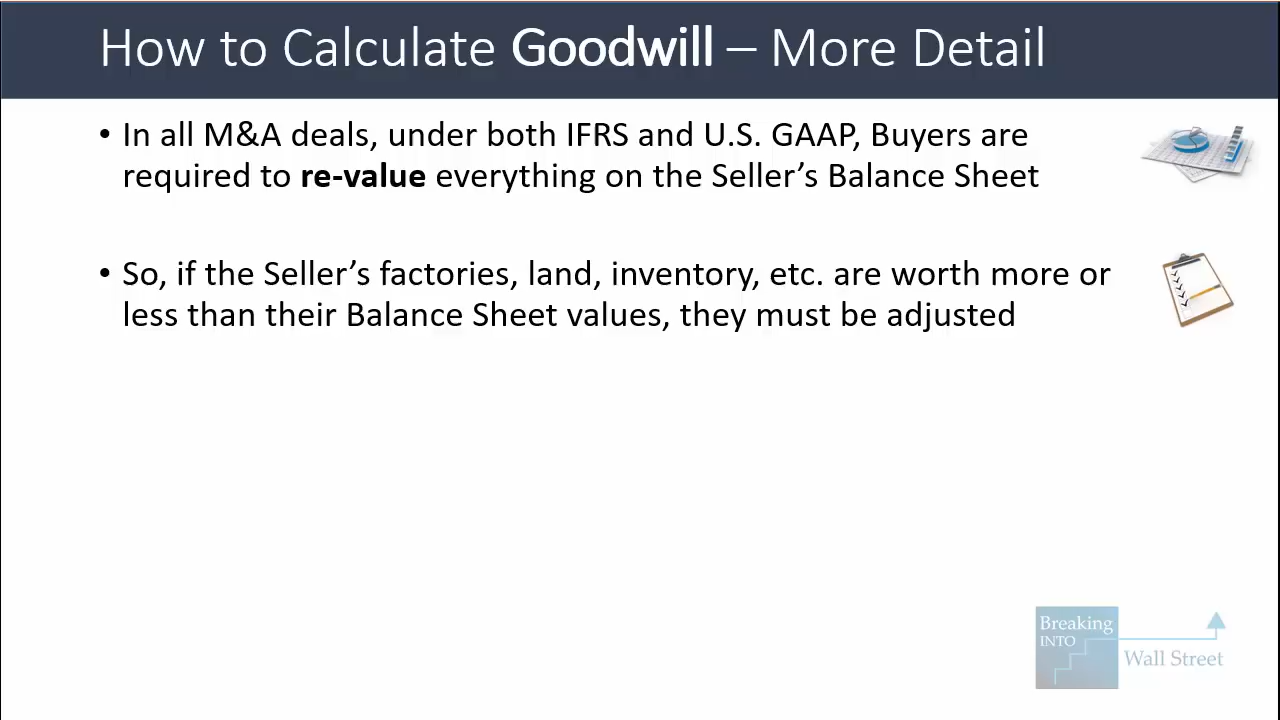 How to Calculate Goodwill – More Detail
• In all M&A deals, under both IFRS and U.S. GAAP, Buyers are
required to re-value everything on the Seller’s Balance Sheet
• So, if the Seller’s factories, land, inventory, etc. are worth more or
less than their Balance Sheet values, they must be adjusted
Breaking
INTO
Wall Street